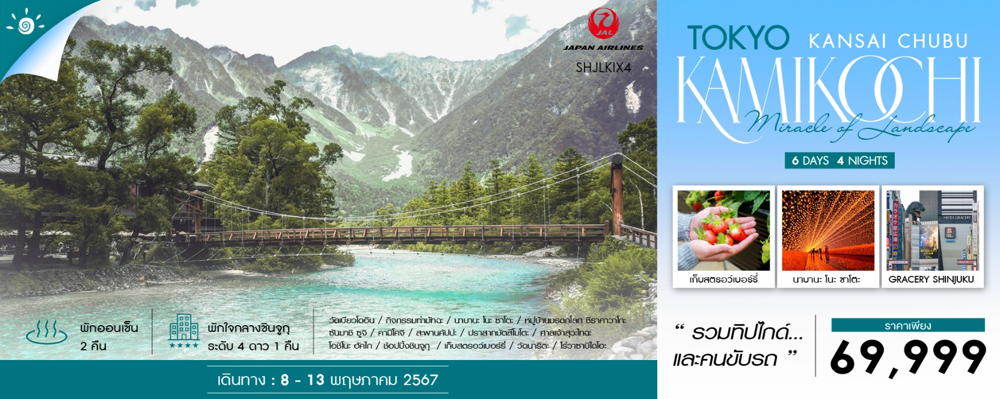 JAL
JAPAN AIRLINES
SHJLKIX4
TOKYO KANSAI CHUBU
KAMIKOCHI
Miracle of Landscape
6 DAYS 4 NIGHTS
HOTEL GRACERY
เก็บสตรอว์เบอร์รี่
นาบานะ โนะ ซาโตะ
GRACERY SHINJUKU
พักออนเซ็น
2 คืน
พักใจกลางชินจูกุ
ระดับ 4 ดาว 1 คืน
วัดเบียวโดอิน / กิจกรรมทำมัทฉะ / นาบานะ โนะ ซาโตะ / หมู่บ้านมรดกโลก ชิราคาวาโกะ
ซันมาชิ ซูจิ / คามิโคจิ / สะพานคัปปะ / ปราสาทมัตสึโมโตะ / ศาลเจ้าสุวะไทฉะ
โอชิโนะ ฮัคไก / ช้อปปิ้งชินจูกุ / เก็บสตรอว์เบอร์รี่ / วัดนาริตะ / ไร่วาซาบิไดโอะ
“ รวมทิปไกด์...
และคนขับรถ ”
ราคาเพียง
69,999
เดินทาง : 8 - 13 พฤษภาคม 2567